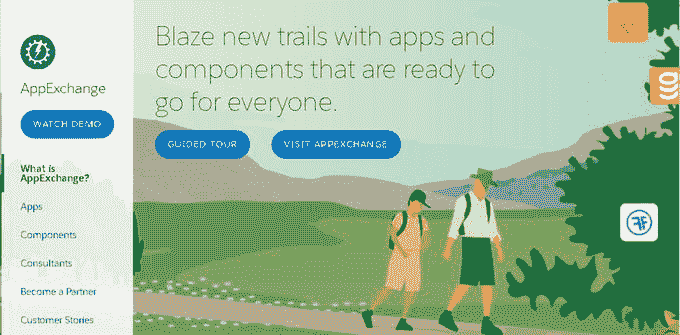 AppExchange
WATCH DEMO
What is
AppExchange?
Apps
Components
Consultants
Become a Partner
Customer Stories
Blaze new trails with apps and
components that are ready to
go for everyone.
GUIDED TOUR
VISIT APPEXCHANGE